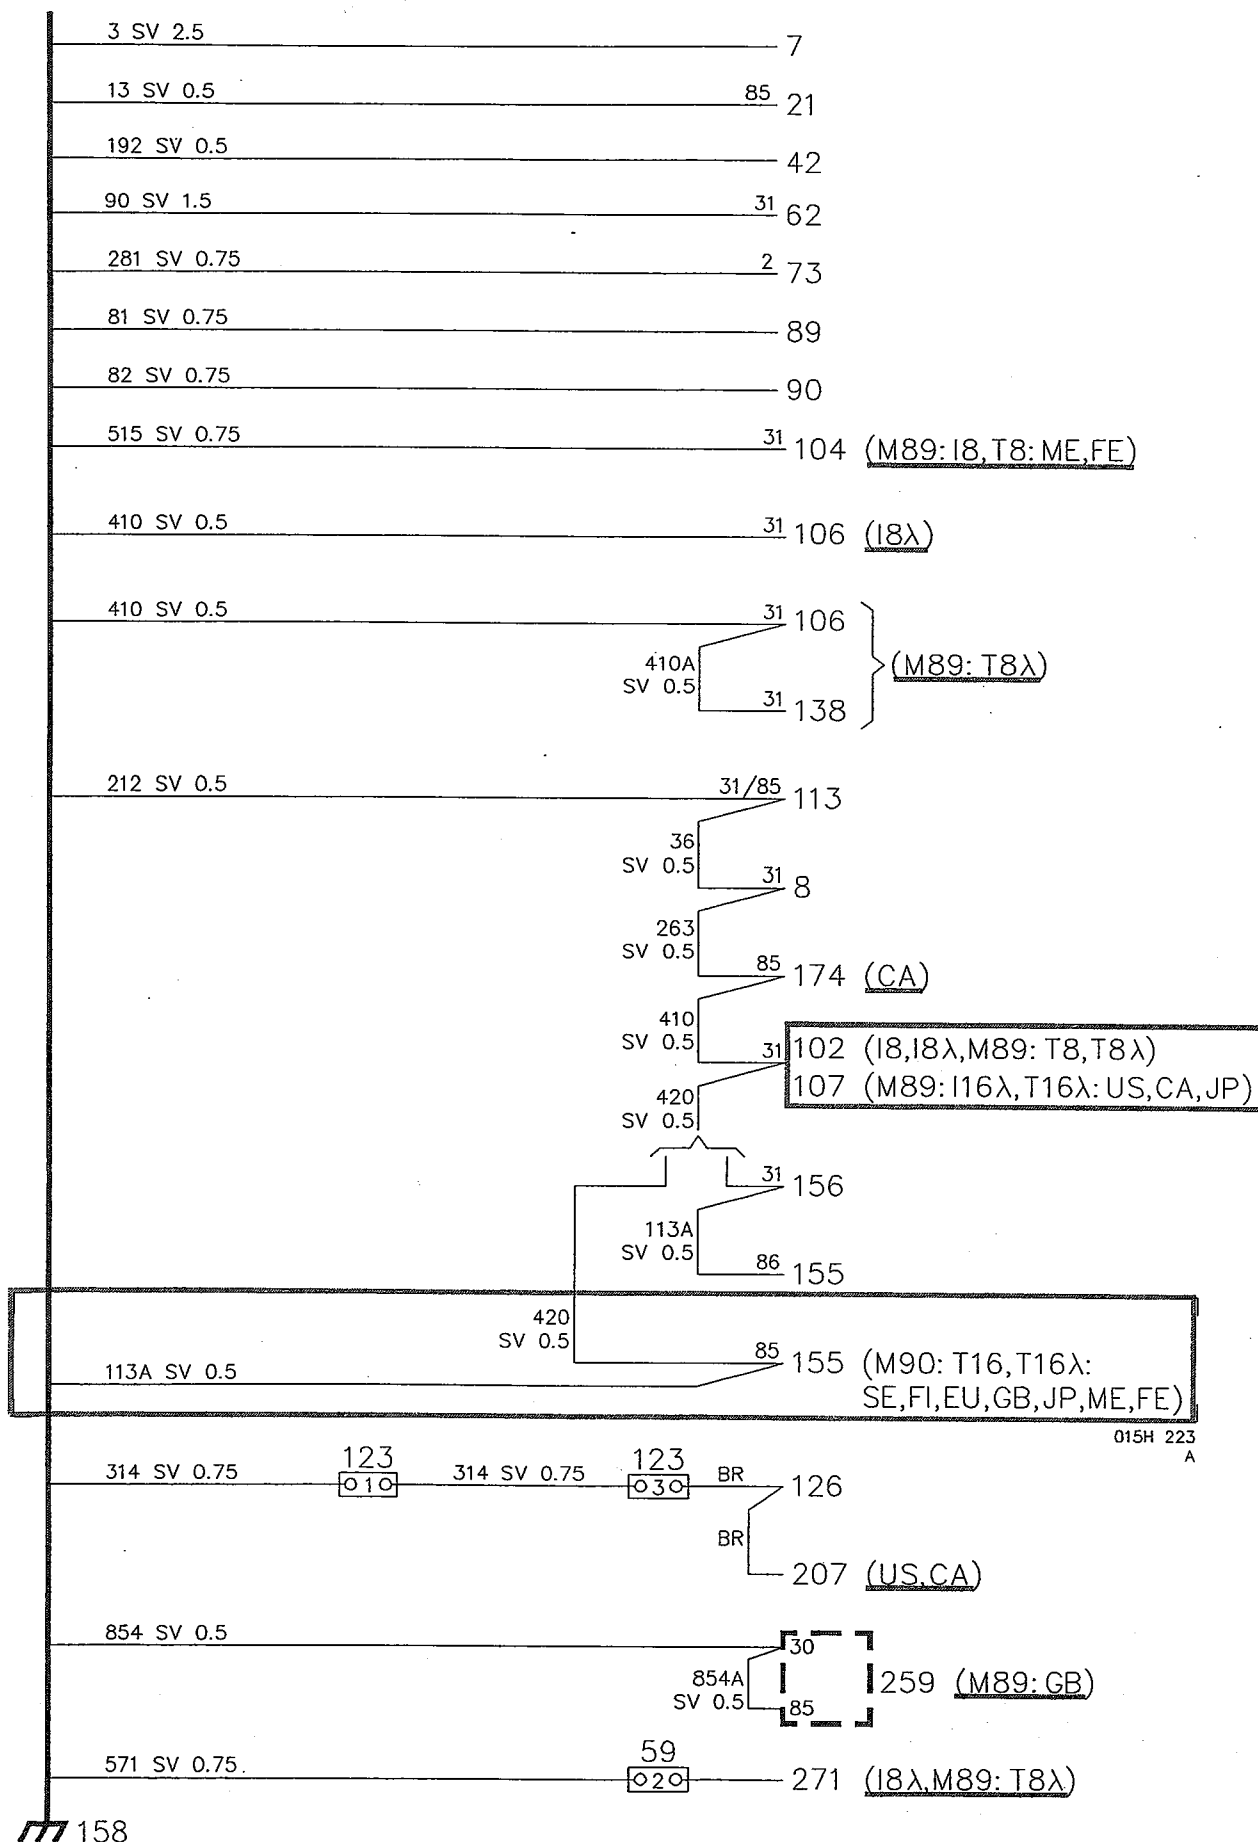 3 SV 2.5
7
13 SV 0.5
85
21
192 SV 0.5
42
90 SV 1.5
31
62
281 SV 0.75
2
73
81 SV 0.75
89
82 SV 0.75
90
515 SV 0.75
31
104 (M89: I8,T8: ME,FE)
410 SV 0.5
31
106 (I8λ)
410 SV 0.5
31
106
410A
SV 0.5
(M89: T8λ)
31
138
212 SV 0.5
31/85
113
36
SV 0.5
31
8
263
SV 0.5
85
174 (CA)
410
SV 0.5
31
102 (I8,I8λ,M89: T8,T8λ)
107 (M89: I16λ,T16λ: US,CA,JP)
420
SV 0.5
31
156
113A
SV 0.5
86
155
420
SV 0.5
85
155 (M90: T16,T16λ:
SE,FI,EU,GB,JP,ME,FE)
113A SV 0.5
015H 223
A
314 SV 0.75
123
1
314 SV 0.75
123
3
BR
126
BR
207 (US,CA)
854 SV 0.5
30
854A
SV 0.5
85
259 (M89: GB)
571 SV 0.75
59
2
271 (I8λ,M89: T8λ)
158